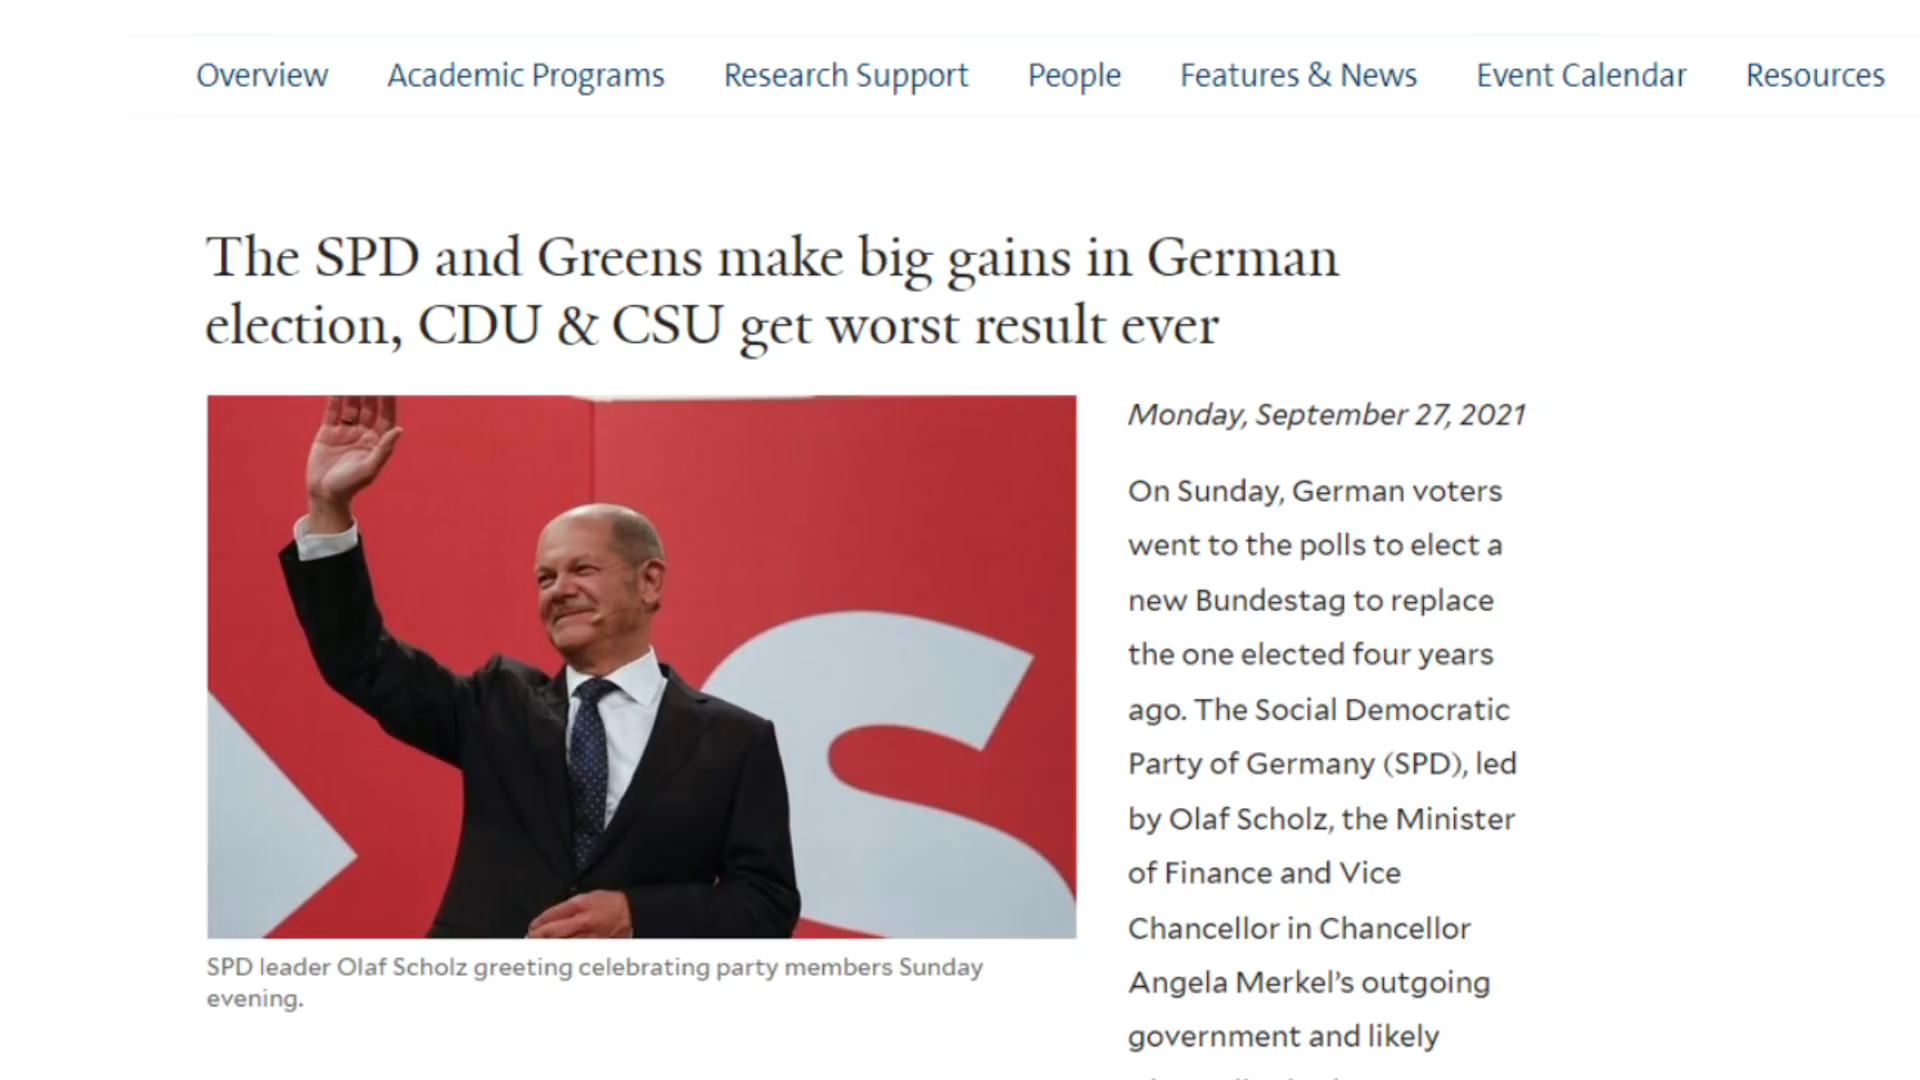 Overview Academic Programs Research Support People Features & News Event Calendar Resources
The SPD and Greens make big gains in German
election, CDU & CSU get worst result ever
S
SPD leader Olaf Scholz greeting celebrating party members Sunday
evening.
Monday, September 27, 2021
On Sunday, German voters
went to the polls to elect a
new Bundestag to replace
the one elected four years
ago. The Social Democratic
Party of Germany (SPD), led
by Olaf Scholz, the Minister
of Finance and Vice
Chancellor in Chancellor
Angela Merkel's outgoing
government and likely